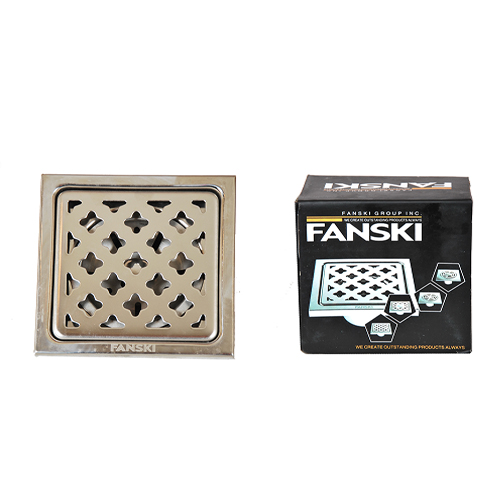 FANSKI
FANSKI
FANSKI GROUP INC
WE CREATE OUTSTANDING PRODUCTS ALWAYS
FANSKI
WE CREATE OUTSTANDING PRODUCTS ALWAYS